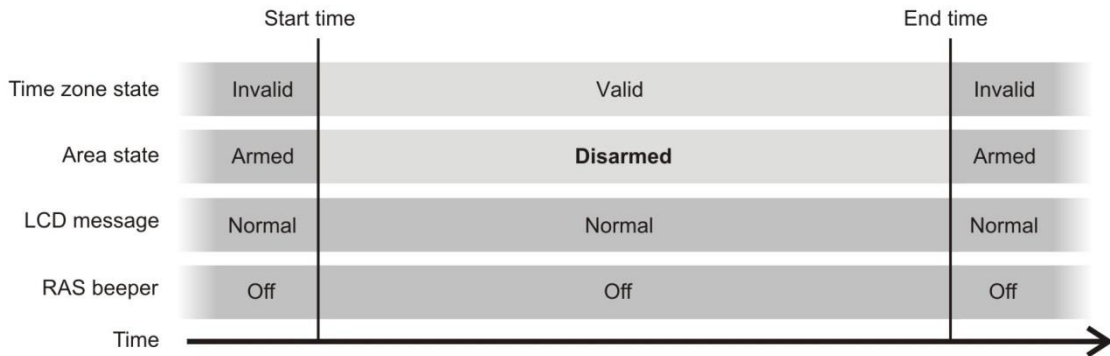 Start time End time
Time zone state Invalid Valid Invalid
Area state Armed Disarmed Armed
LCD message Normal Normal Normal
RAS beeper Off Off Off
Time